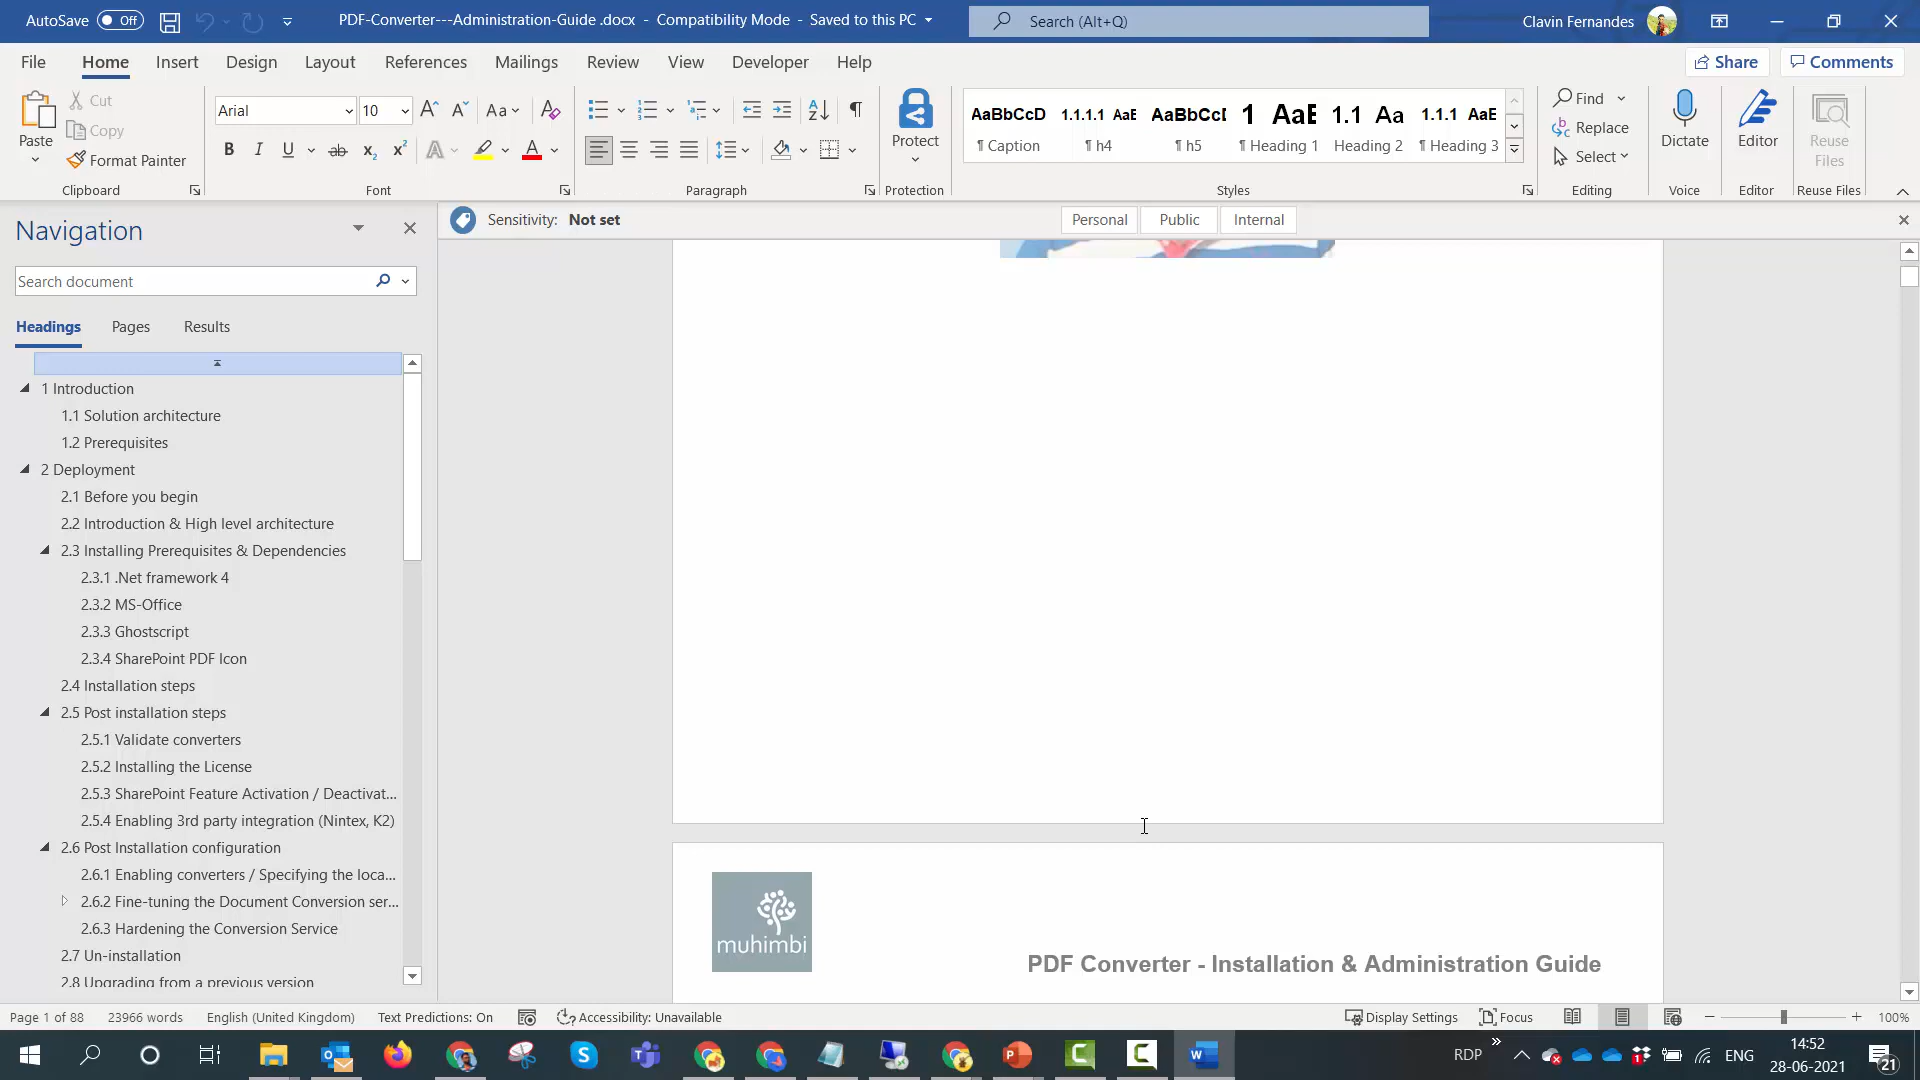 AutoSave Off PDF-Converter---Administration-Guide .docx - Compatibility Mode - Saved to this PC Search (Alt+Q) Clavin Fernandes
File Home Insert Design Layout References Mailings Review View Developer Help Share Comments
Paste
Cut
Copy
Format Painter
Clipboard
Arial 10
Aa
B I U ab x₂ x² A A
Font
Paragraph
Protect
Protection
AaBbCcD 1.1.1.1 AaE AaBbCcI 1 AaE 1.1 Aa 1.1.1 AaE
¶ Caption ¶ h4 ¶ h5 ¶ Heading 1 Heading 2 ¶ Heading 3
Styles
Find
Replace
Select
Editing
Dictate
Voice
Editor
Editor
Reuse
Files
Reuse Files
Sensitivity: Not set Personal Public Internal
Navigation
Search document
Headings Pages Results
1 Introduction
1.1 Solution architecture
1.2 Prerequisites
2 Deployment
2.1 Before you begin
2.2 Introduction & High level architecture
2.3 Installing Prerequisites & Dependencies
2.3.1 .Net framework 4
2.3.2 MS-Office
2.3.3 Ghostscript
2.3.4 SharePoint PDF Icon
2.4 Installation steps
2.5 Post installation steps
2.5.1 Validate converters
2.5.2 Installing the License
2.5.3 SharePoint Feature Activation / Deactivat...
2.5.4 Enabling 3rd party integration (Nintex, K2)
2.6 Post Installation configuration
2.6.1 Enabling converters / Specifying the loca...
2.6.2 Fine-tuning the Document Conversion ser...
2.6.3 Hardening the Conversion Service
2.7 Un-installation
2.8 Upgrading from a previous version
muhimbi
PDF Converter - Installation & Administration Guide
Page 1 of 88 23966 words English (United Kingdom) Text Predictions: On Accessibility: Unavailable Display Settings Focus 100%
RDP ENG 14:52
28-06-2021
21